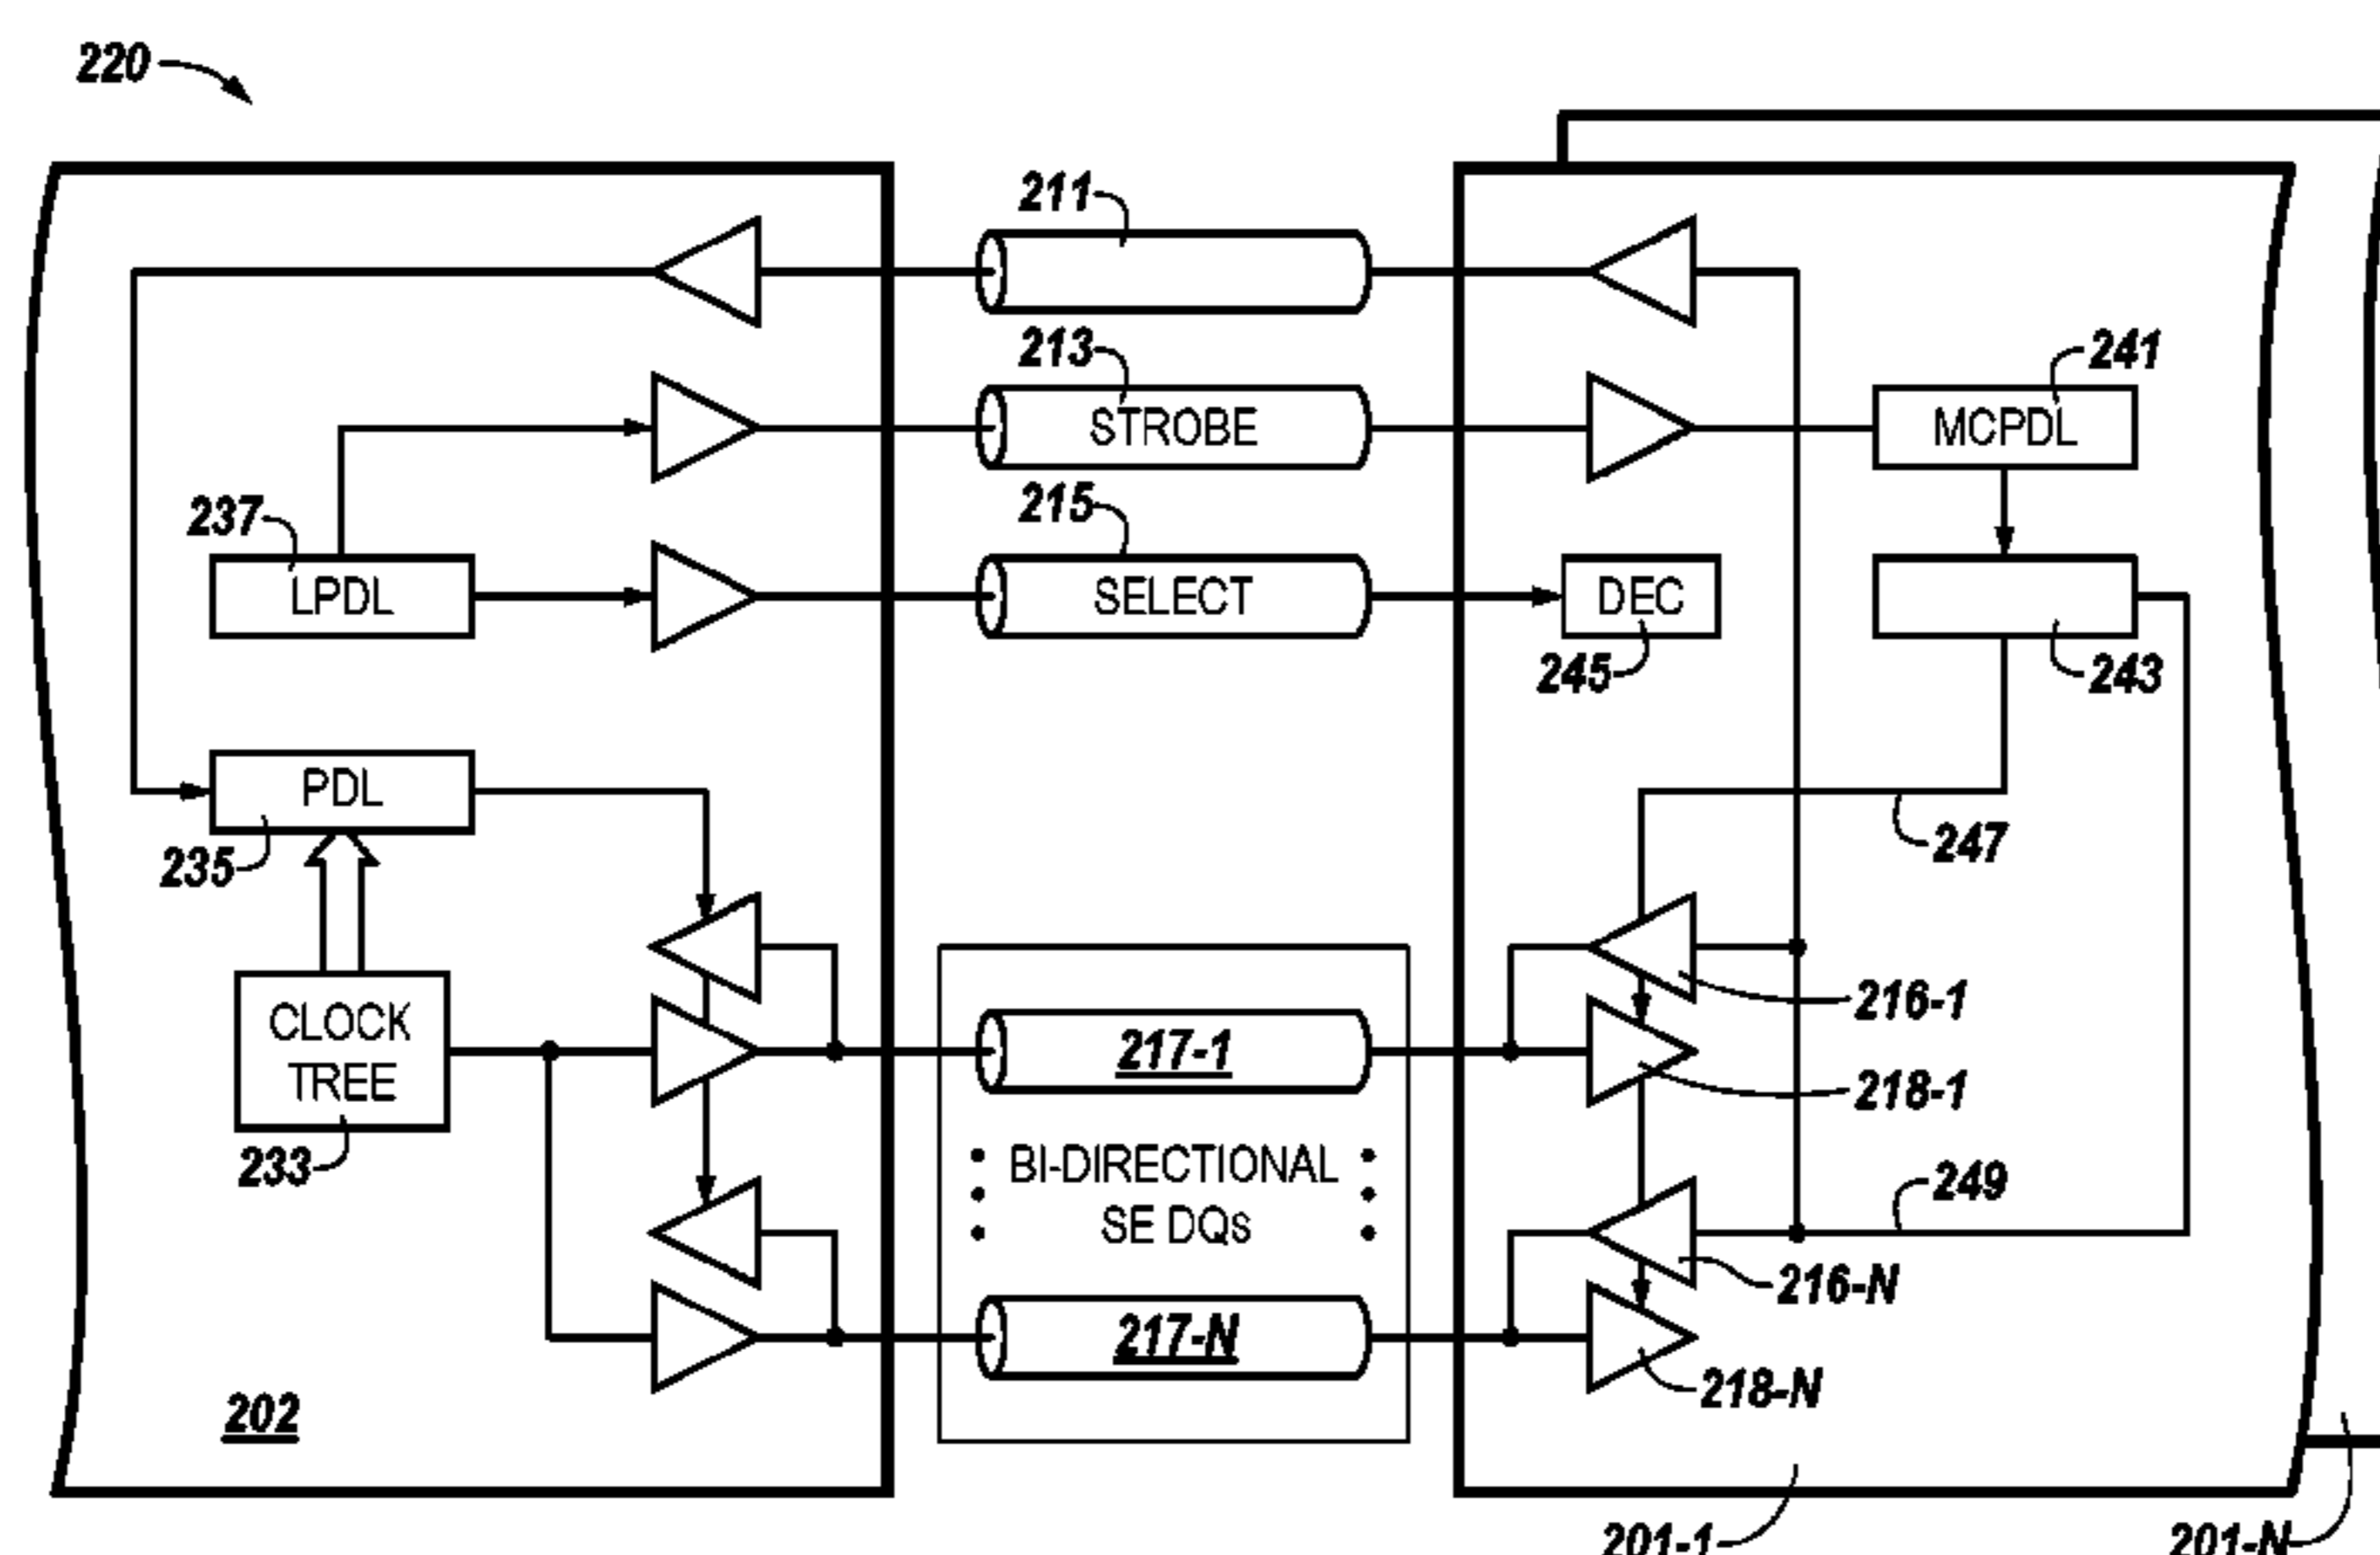 220
211
213
STROBE
241
MCPDL
237
LPDL
215
SELECT
DEC
245
243
PDL
235
247
CLOCK
TREE
233
216-1
217-1
218-1
BI-DIRECTIONAL
SE DQs
249
216-N
217-N
218-N
202
201-1
201-N